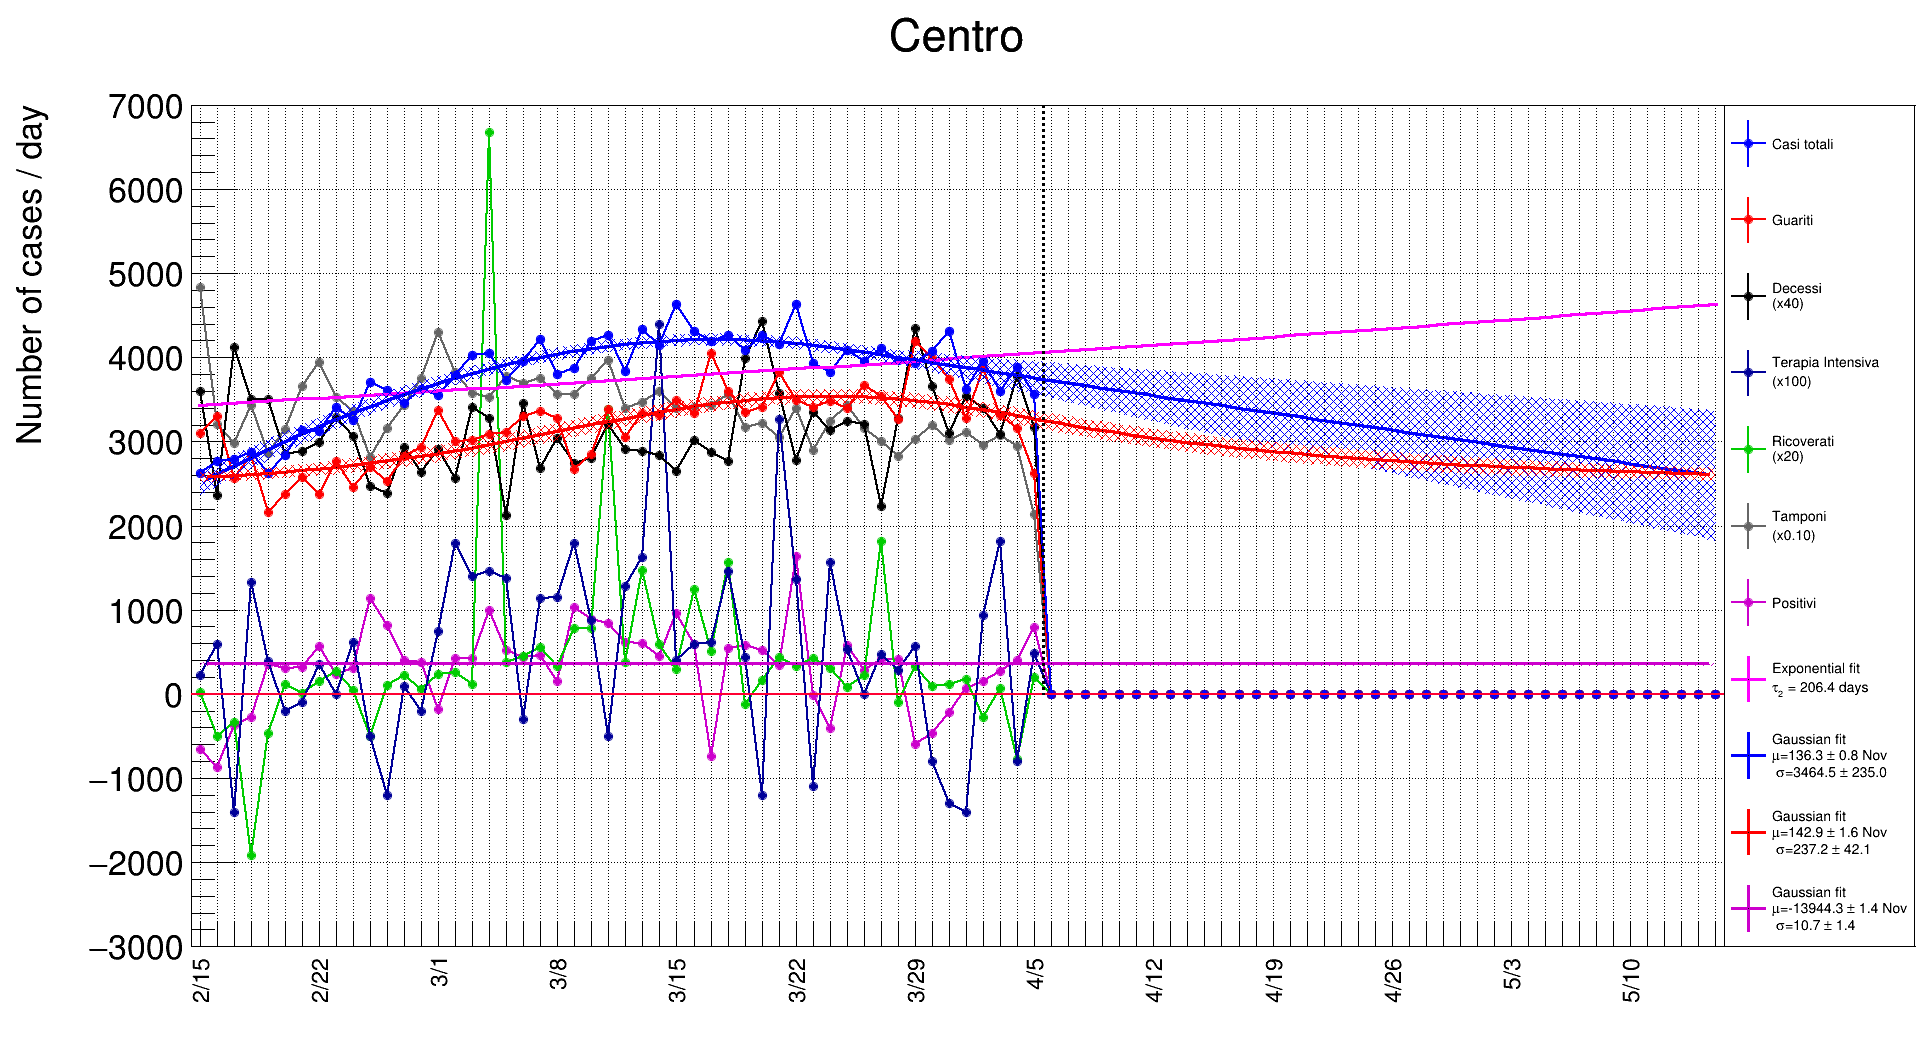 Centro
Number of cases / day
7000
6000
5000
4000
3000
2000
1000
0
−1000
−2000
−3000
2/15
2/22
3/1
3/8
3/15
3/22
3/29
4/5
4/12
4/19
4/26
5/3
5/10
Casi totali
Guariti
Decessi
(x40)
Terapia Intensiva
(x100)
Ricoverati
(x20)
Tamponi
(x0.10)
Positivi
Exponential fit
τ₂ = 206.4 days
Gaussian fit
μ=136.3 ± 0.8 Nov
σ=3464.5 ± 235.0
Gaussian fit
μ=142.9 ± 1.6 Nov
σ=237.2 ± 42.1
Gaussian fit
μ=-13944.3 ± 1.4 Nov
σ=10.7 ± 1.4